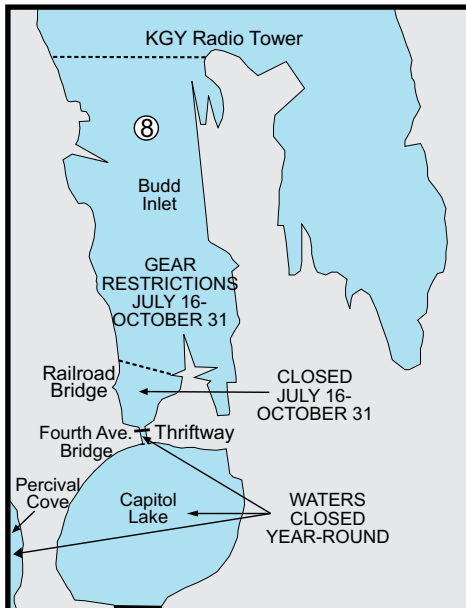 KGY Radio Tower
8
Budd
Inlet
GEAR
RESTRICTIONS
JULY 16-
OCTOBER 31
Railroad
Bridge
CLOSED
JULY 16-
OCTOBER 31
Fourth Ave.
Bridge
Thriftway
Percival
Cove
Capitol
Lake
WATERS
CLOSED
YEAR-ROUND